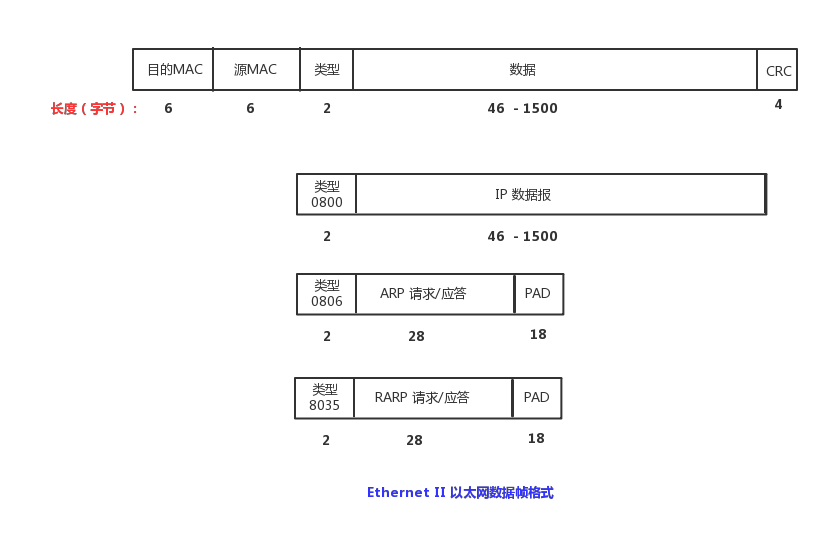 目的MAC 源MAC 类型 数据 CRC
长度（字节）： 6 6 2 46 - 1500 4
类型
0800 IP 数据报
2 46 - 1500
类型
0806 ARP 请求/应答 PAD
2 28 18
类型
8035 RARP 请求/应答 PAD
2 28 18
Ethernet II 以太网数据帧格式